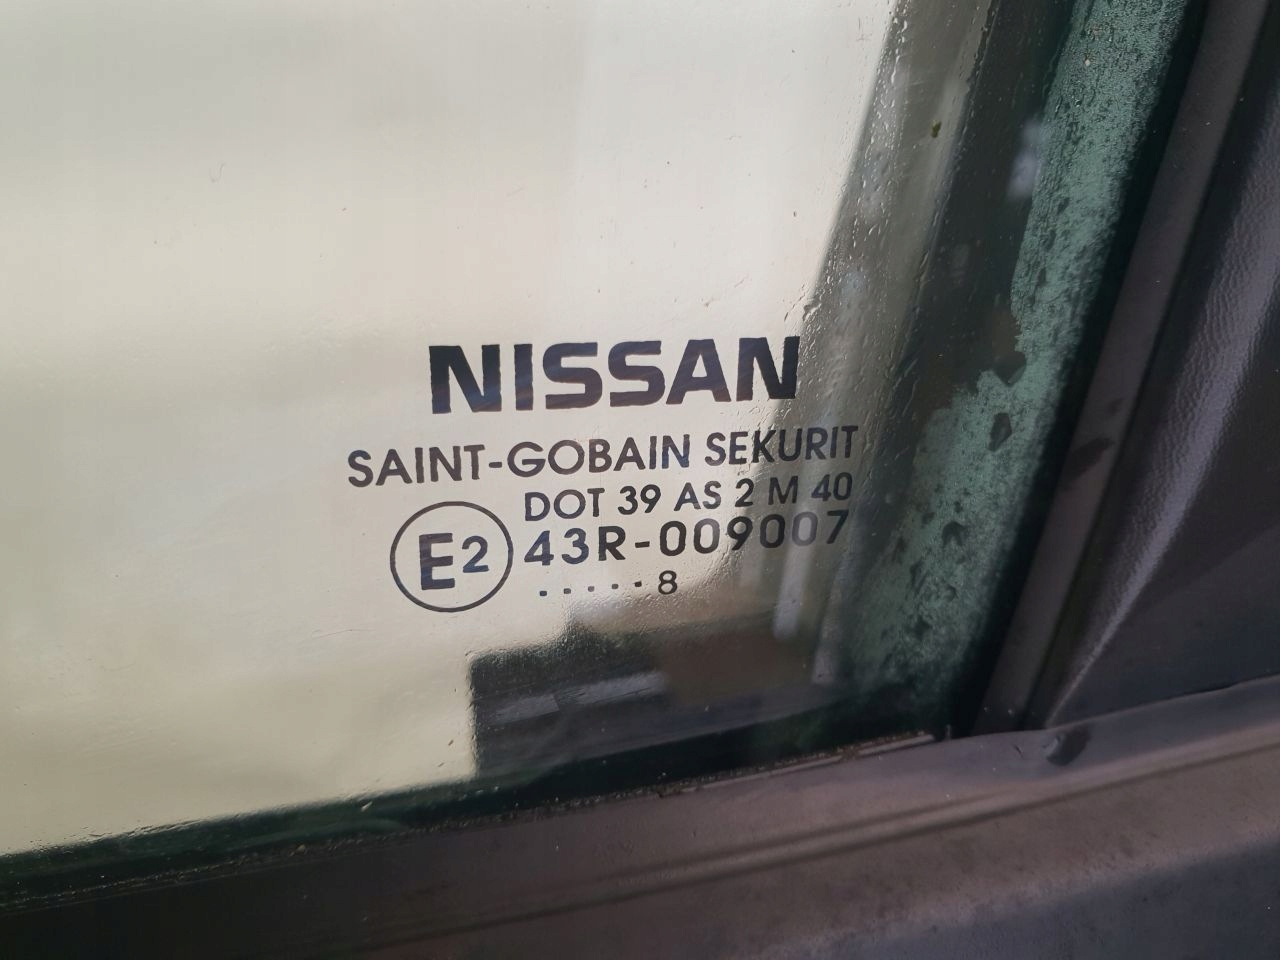 NISSAN
SAINT-GOBAIN SEKURIT
DOT 39 AS 2 M 40
E2 43R-009007
.....8